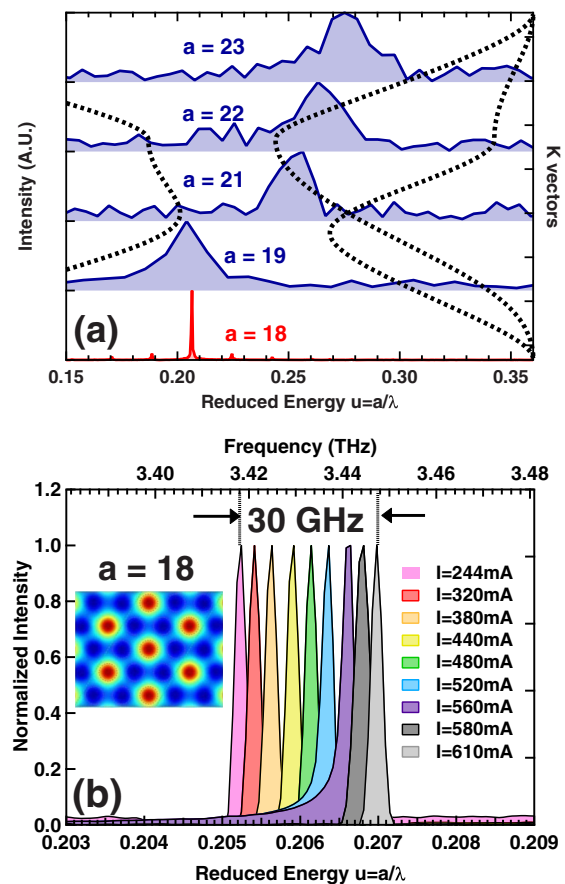 a = 23
a = 22
a = 21
a = 19
a = 18
(a)
Intensity (A.U.)
K vectors
0.15 0.20 0.25 0.30 0.35
Reduced Energy u=a/λ
Frequency (THz)
3.40 3.42 3.44 3.46 3.48
1.2
1.0
0.8
0.6
0.4
0.2
0.0
Normalized Intensity
30 GHz
a = 18
I=244mA
I=320mA
I=380mA
I=440mA
I=480mA
I=520mA
I=560mA
I=580mA
I=610mA
(b)
0.203 0.204 0.205 0.206 0.207 0.208 0.209
Reduced Energy u=a/λ